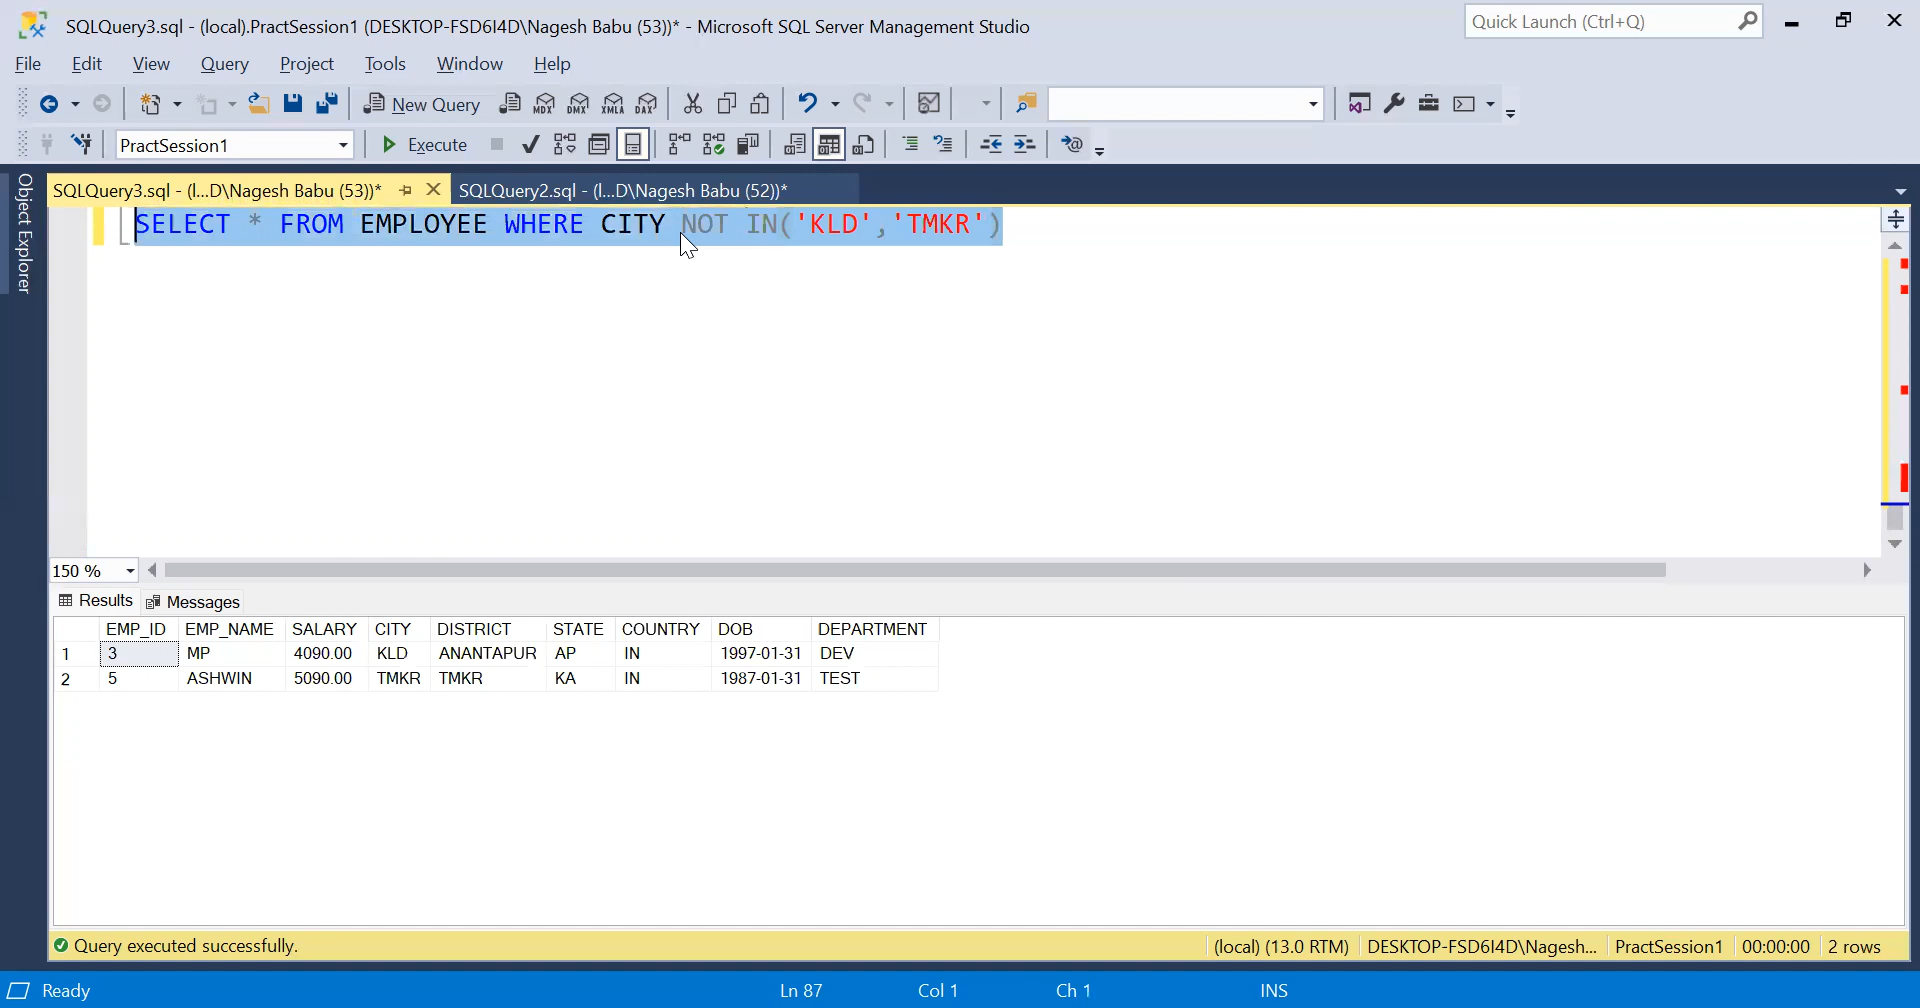 SQLQuery3.sql - (local).PractSession1 (DESKTOP-FSD6I4D\Nagesh Babu (53))* - Microsoft SQL Server Management Studio
Quick Launch (Ctrl+Q)
File Edit View Query Project Tools Window Help
New Query MDX DMX XMLA DAX
PractSession1 Execute
Object Explorer
SQLQuery3.sql - (l...D\Nagesh Babu (53))* SQLQuery2.sql - (l...D\Nagesh Babu (52))*
SELECT * FROM EMPLOYEE WHERE CITY NOT IN('KLD','TMKR')
150 %
Results Messages
EMP_ID EMP_NAME SALARY CITY DISTRICT STATE COUNTRY DOB DEPARTMENT
1 3 MP 4090.00 KLD ANANTAPUR AP IN 1997-01-31 DEV
2 5 ASHWIN 5090.00 TMKR TMKR KA IN 1987-01-31 TEST
Query executed successfully. (local) (13.0 RTM) DESKTOP-FSD6I4D\Nagesh... PractSession1 00:00:00 2 rows
Ready Ln 87 Col 1 Ch 1 INS